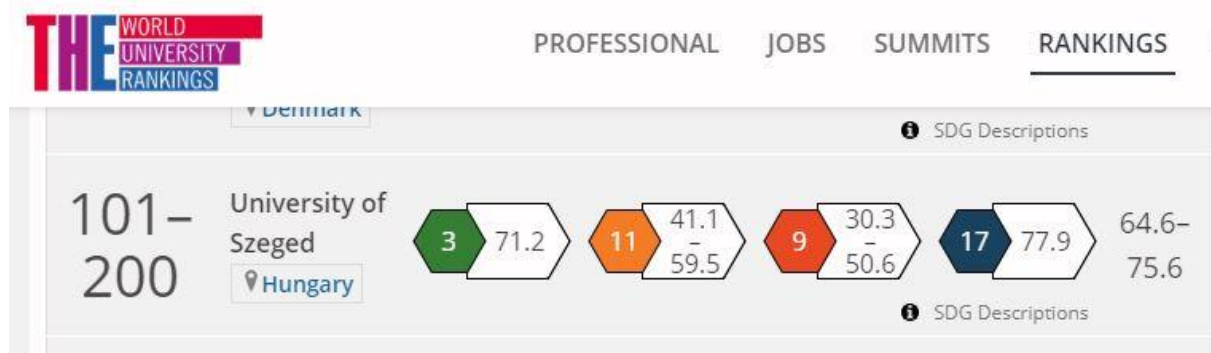 THE WORLD
UNIVERSITY
RANKINGS
PROFESSIONAL JOBS SUMMITS RANKINGS
Denmark
SDG Descriptions
101–
200
University of
Szeged
Hungary
3 71.2
11 41.1
–
59.5
9 30.3
–
50.6
17 77.9
64.6–
75.6
SDG Descriptions